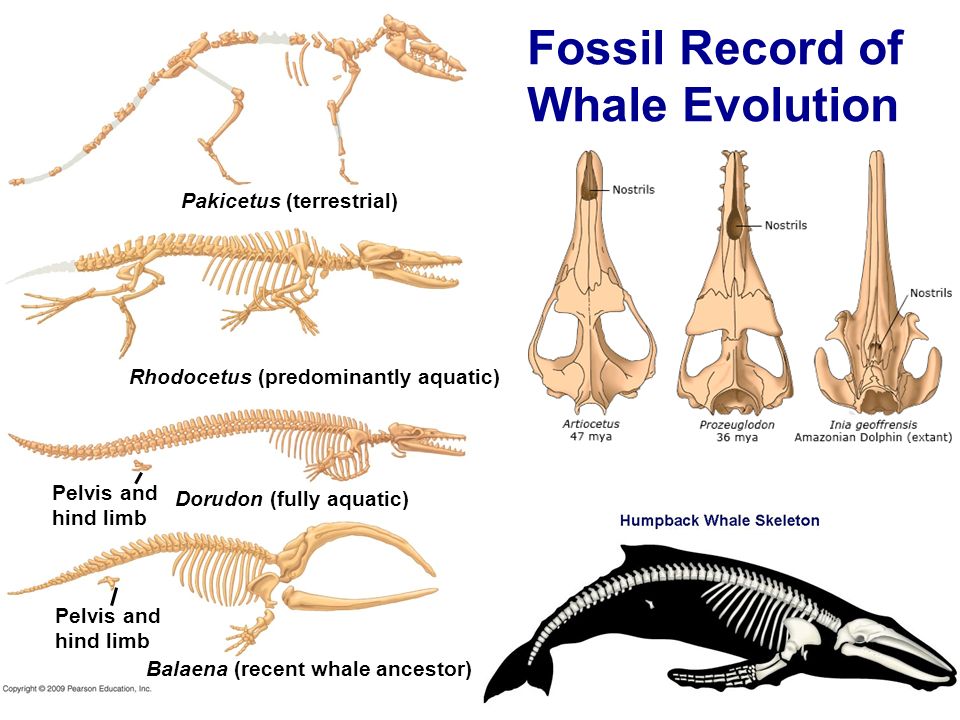 Fossil Record of
Whale Evolution
Pakicetus (terrestrial)
Rhodocetus (predominantly aquatic)
Pelvis and
hind limb
Dorudon (fully aquatic)
Pelvis and
hind limb
Balaena (recent whale ancestor)
Copyright © 2009 Pearson Education, Inc.
Nostrils
Nostrils
Nostrils
Artiocetus
47 mya
Prozeuglodon
36 mya
Inia geoffrensis
Amazonian Dolphin (extant)
Humpback Whale Skeleton